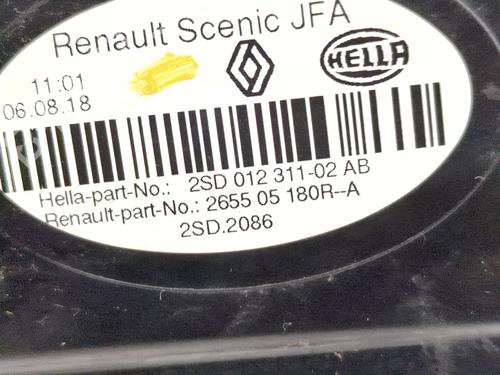 Renault Scenic JFA
HELLA
11:01
06.08.18
Hella-part-No.: 2SD 012 311-02 AB
Renault-part-No.: 2655 05 180R--A
2SD.2086